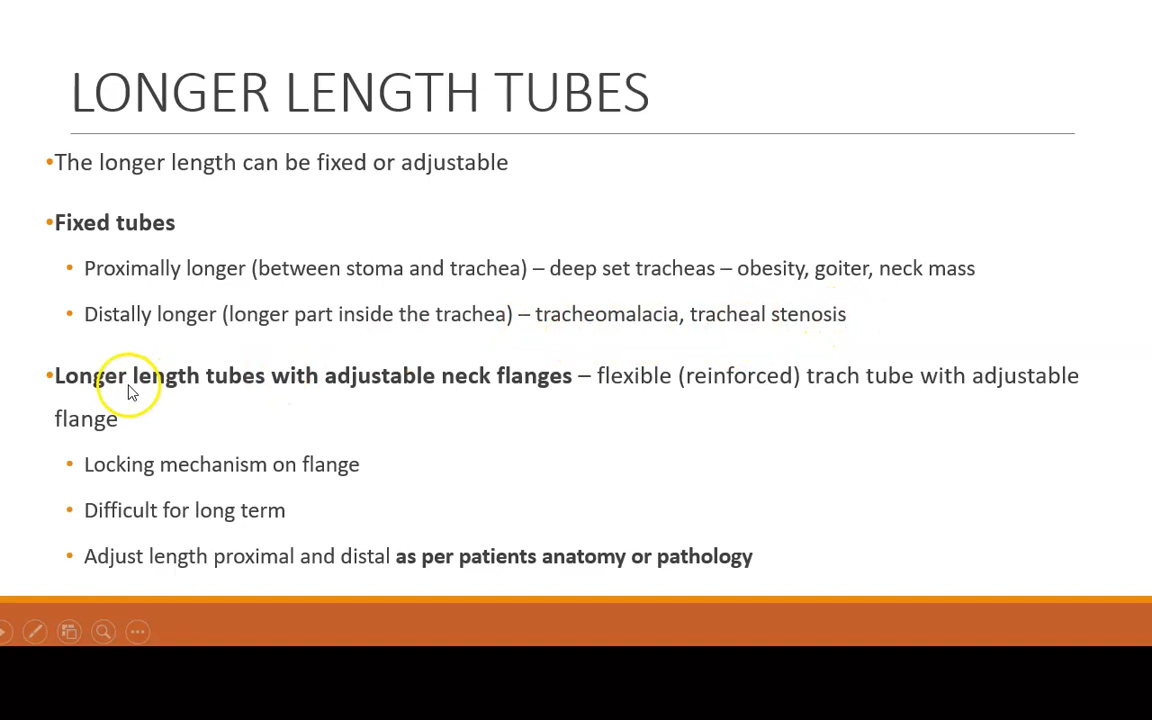 LONGER LENGTH TUBES
•The longer length can be fixed or adjustable
•Fixed tubes
• Proximally longer (between stoma and trachea) – deep set tracheas – obesity, goiter, neck mass
• Distally longer (longer part inside the trachea) – tracheomalacia, tracheal stenosis
•Longer length tubes with adjustable neck flanges – flexible (reinforced) trach tube with adjustable
flange
• Locking mechanism on flange
• Difficult for long term
• Adjust length proximal and distal as per patients anatomy or pathology